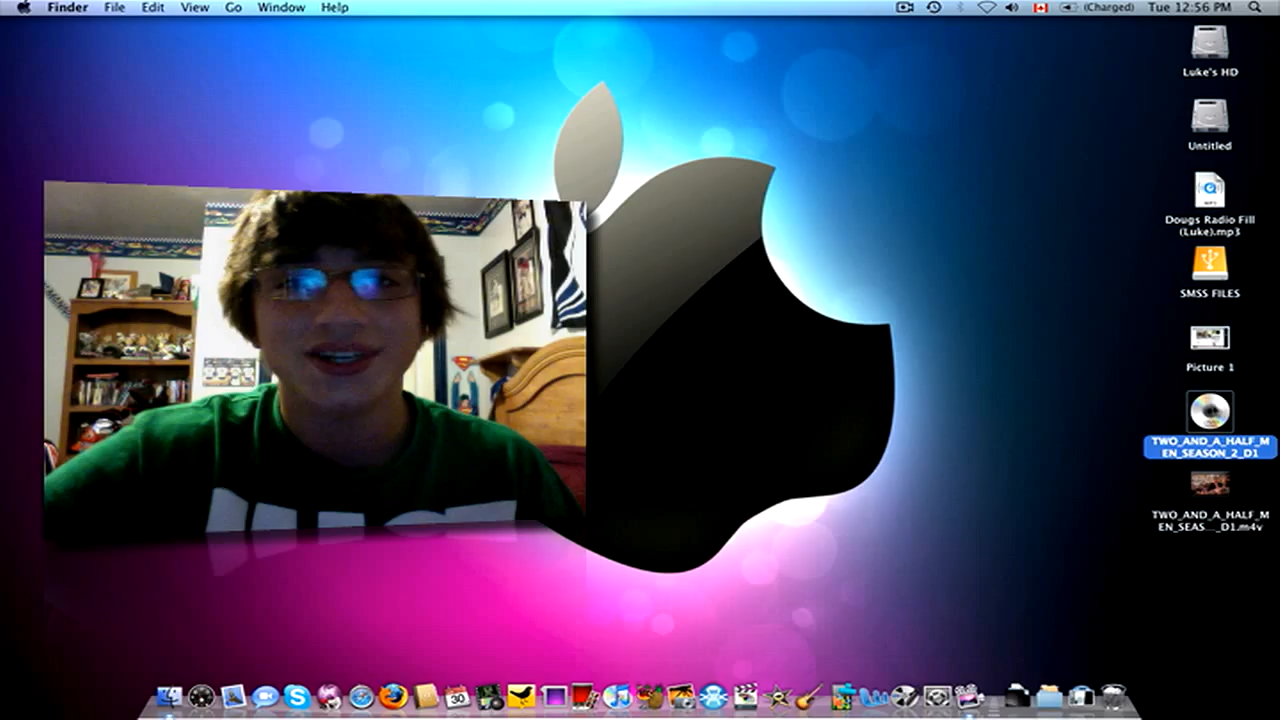 Finder File Edit View Go Window Help
(Charged) Tue 12:56 PM
Luke's HD
Untitled
Dougs Radio Fill
(Luke).mp3
SMSS FILES
Picture 1
TWO_AND_A_HALF_M
EN_SEASON_2_D1
TWO_AND_A_HALF_M
EN_SEAS..._D1.m4v
30